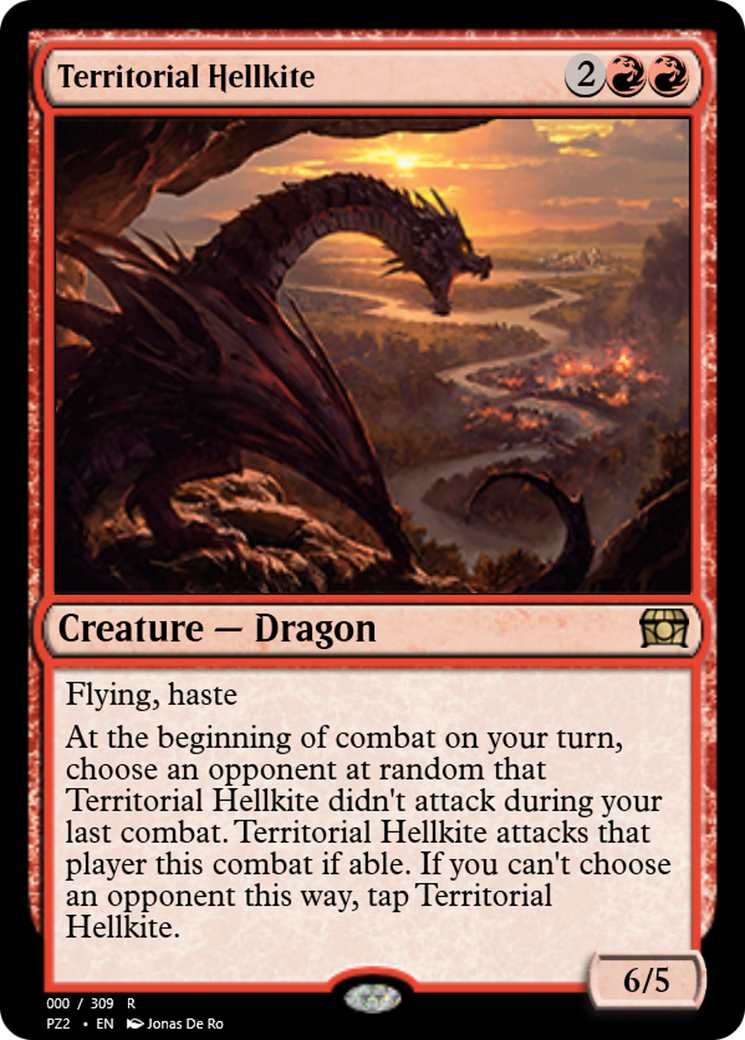 Territorial Hellkite 2
Creature — Dragon
Flying, haste
At the beginning of combat on your turn,
choose an opponent at random that
Territorial Hellkite didn't attack during your
last combat. Territorial Hellkite attacks that
player this combat if able. If you can't choose
an opponent this way, tap Territorial
Hellkite.
6/5
000 / 309 R
PZ2 • EN Jonas De Ro